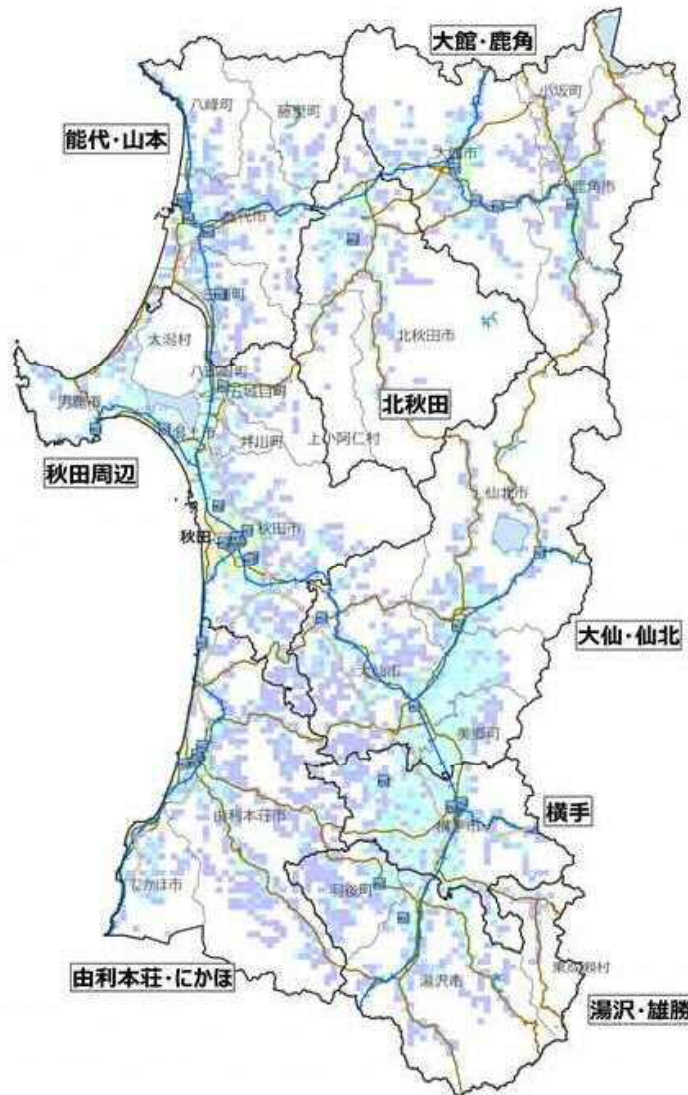 大館・鹿角
小坂町
八峰町
藤里町
能代・山本
大館市
鹿角市
能代市
三種町
大潟村
北秋田市
八郎潟町
五城目町
男鹿市
北秋田
井川町
上小阿仁村
秋田周辺
仙北市
秋田
秋田市
大仙・仙北
大仙市
美郷町
横手
横手市
由利本荘市
にかほ市
羽後町
東成瀬村
由利本荘・にかほ
湯沢市
湯沢・雄勝